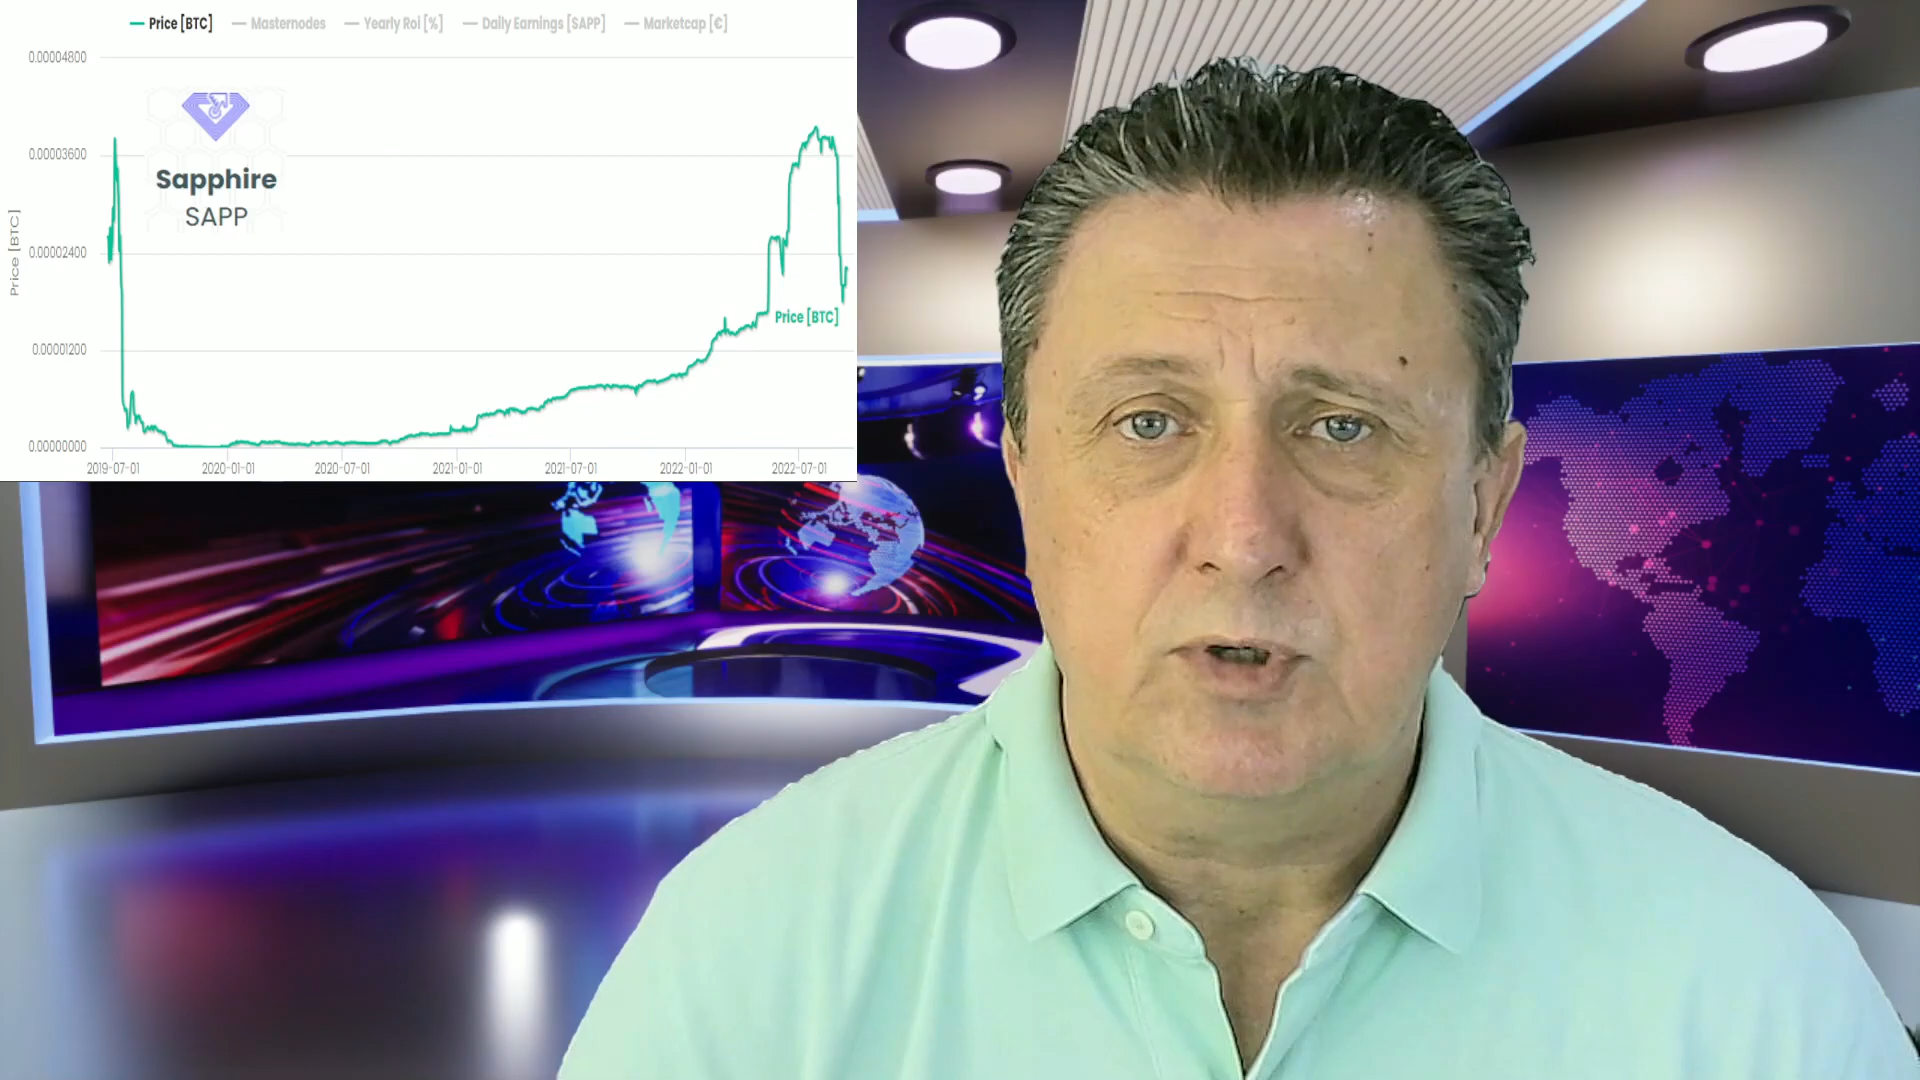 Price [BTC] Masternodes Yearly Roi [%] Daily Earnings [SAPP] Marketcap [€]
0.00004800
Sapphire
SAPP
0.00003600
0.00002400
0.00001200
0.00000000
Price [BTC]
Price [BTC]
2019-07-01 2020-01-01 2020-07-01 2021-01-01 2021-07-01 2022-01-01 2022-07-01